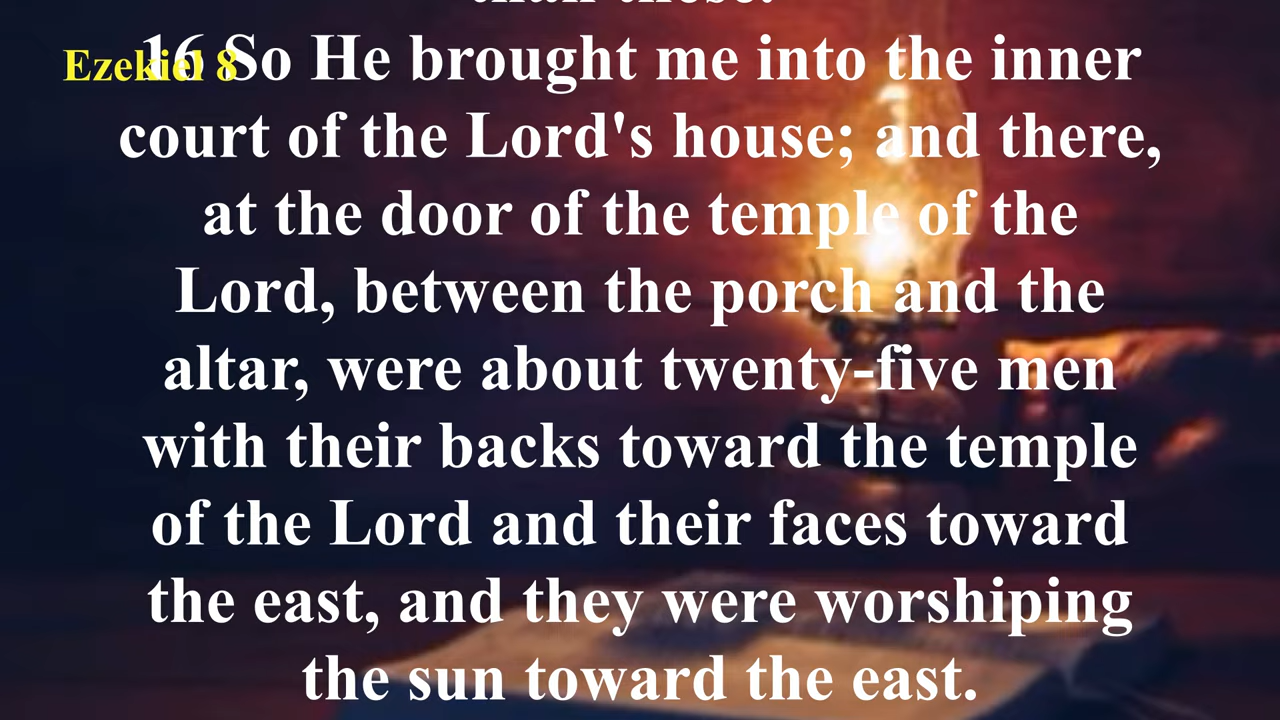 than these."
Ezekiel 8
16 So He brought me into the inner
court of the Lord's house; and there,
at the door of the temple of the
Lord, between the porch and the
altar, were about twenty-five men
with their backs toward the temple
of the Lord and their faces toward
the east, and they were worshiping
the sun toward the east.